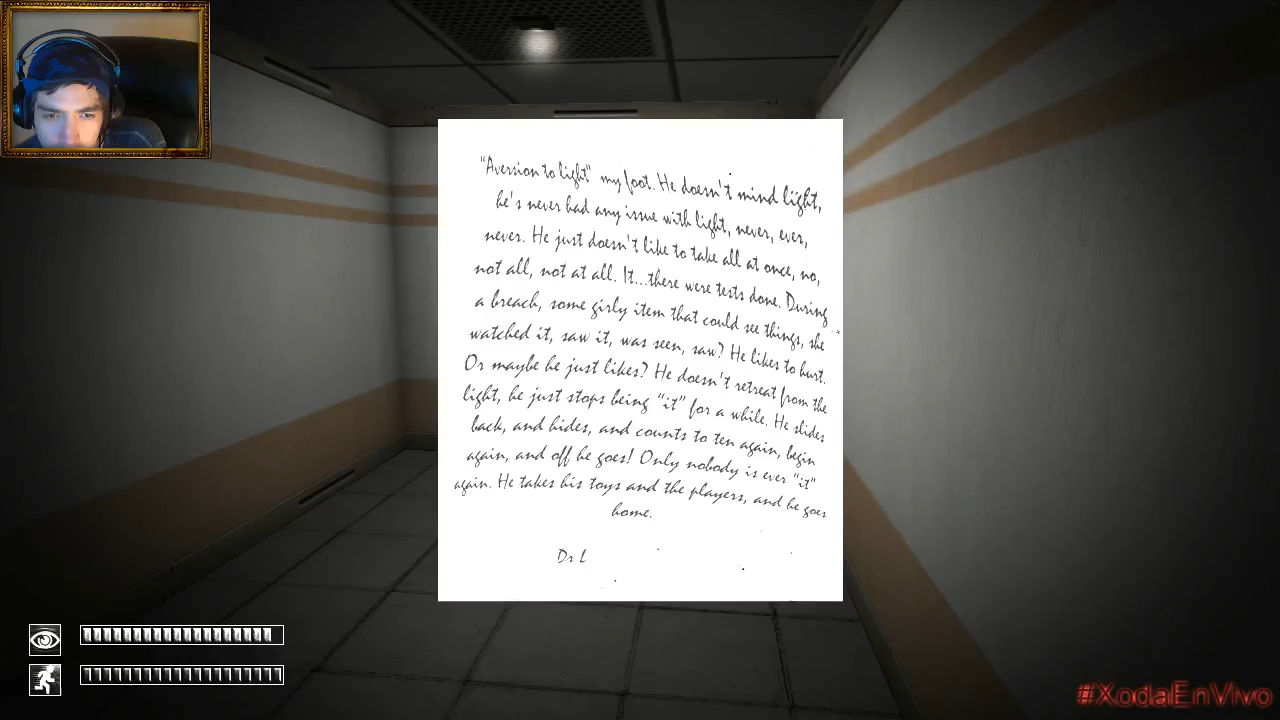 "Aversion to light" my foot. He doesn't mind light,
he's never had any issue with light, never, ever,
never. He just doesn't like to take all at once, no,
not all, not at all. It...there were tests done. During
a breach, some girly item that could see things, she
watched it, saw it, was seen, saw? He likes to hurt.
Or maybe he just likes? He doesn't retreat from the
light, he just stops being "it" for a while. He slides
back, and hides, and counts to ten again, begin
again, and off he goes! Only nobody is ever "it"
again. He takes his toys and the players, and he goes
home.
Dr L
#XodaEnVivo